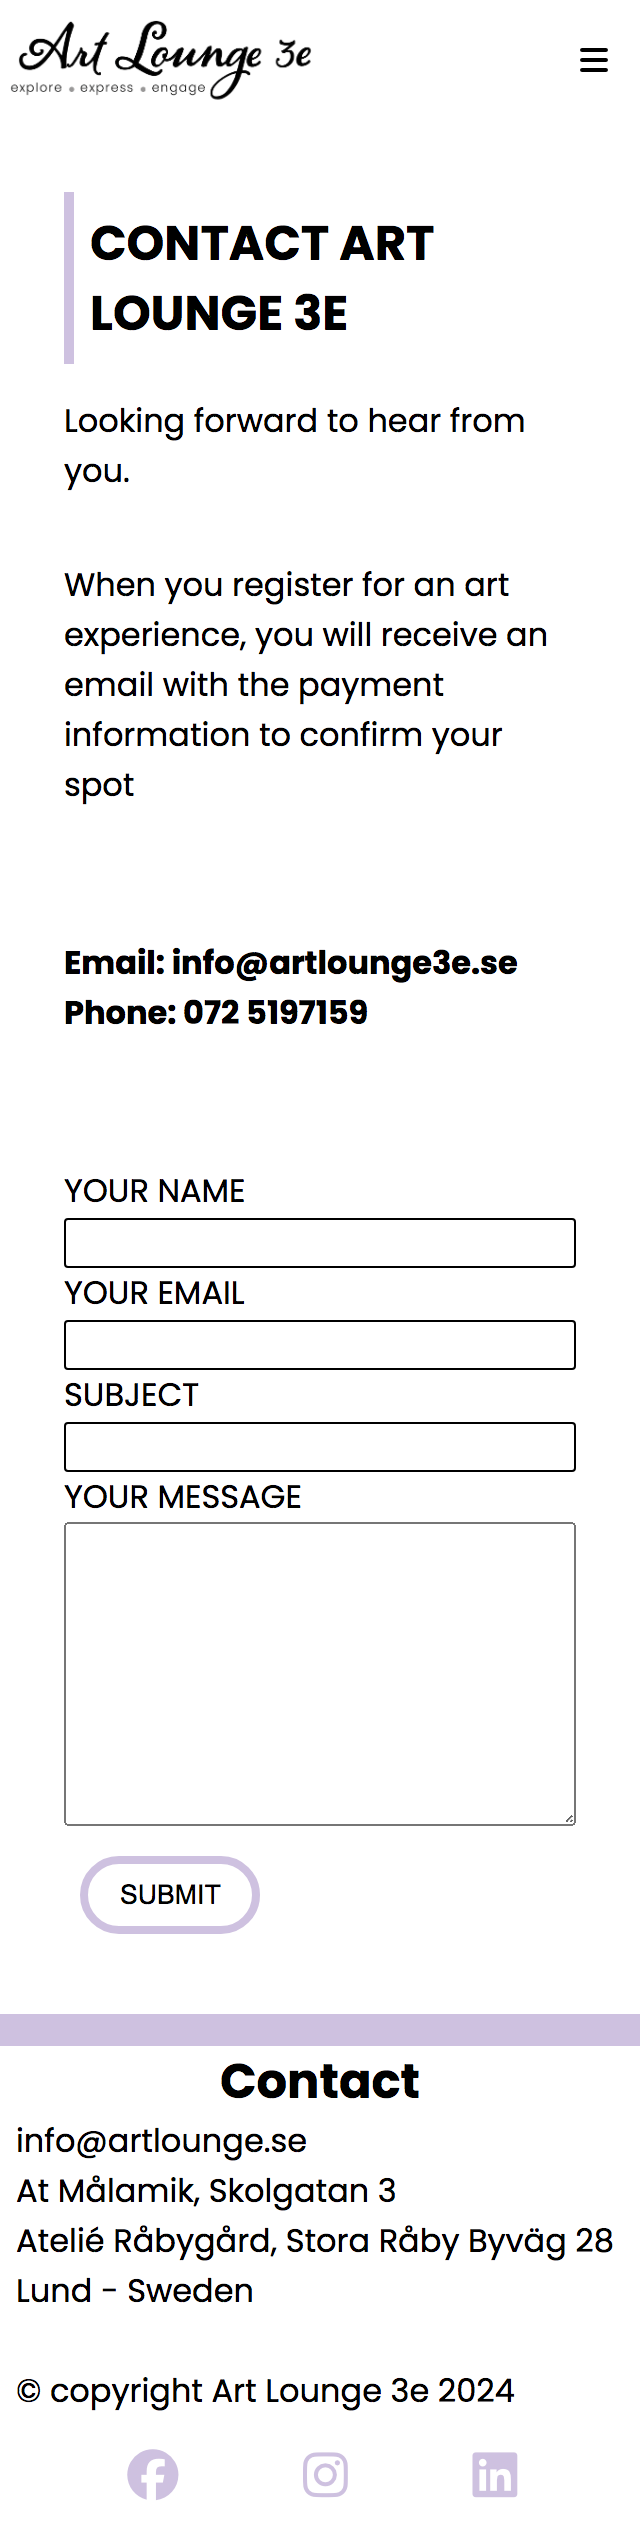 Art Lounge 3e
explore • express • engage
CONTACT ART
LOUNGE 3E
Looking forward to hear from
you.
When you register for an art
experience, you will receive an
email with the payment
information to confirm your
spot
Email: info@artlounge3e.se
Phone: 072 5197159
YOUR NAME
YOUR EMAIL
SUBJECT
YOUR MESSAGE
SUBMIT
Contact
info@artlounge.se
At Målamik, Skolgatan 3
Atelié Råbygård, Stora Råby Byväg 28
Lund - Sweden
© copyright Art Lounge 3e 2024